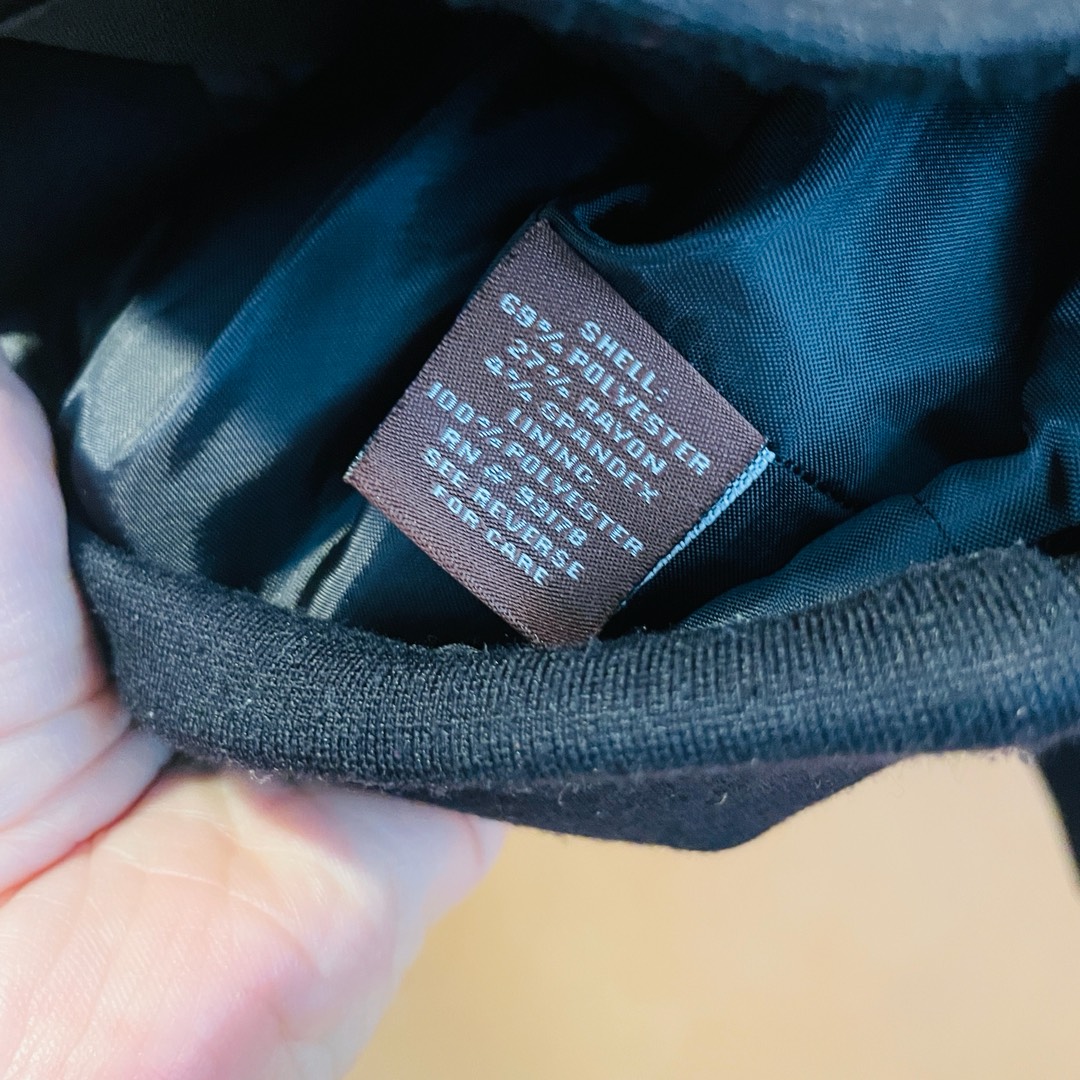 SHELL:
69% POLYESTER
27% RAYON
4% SPANDEX
LINING:
100% POLYESTER
RN # 93178
SEE REVERSE
FOR CARE